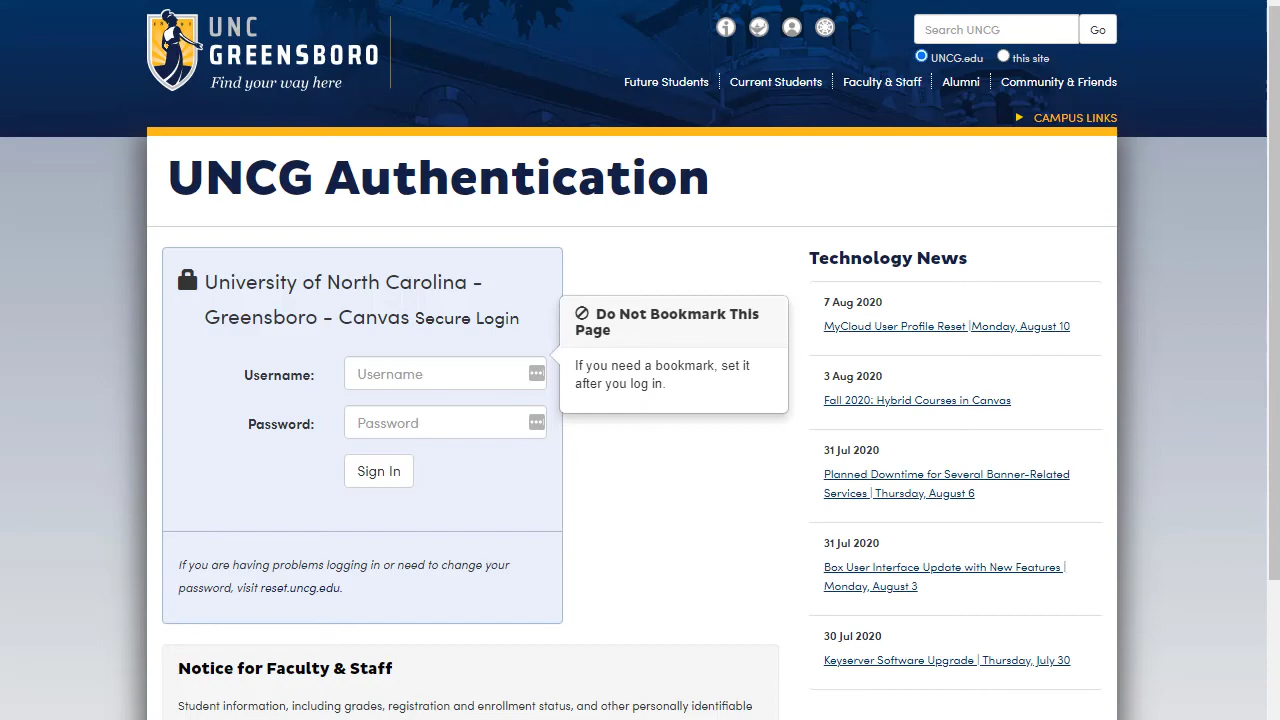 UNC
GREENSBORO
Find your way here
Search UNCG
Go
UNCG.edu
this site
Future Students
Current Students
Faculty & Staff
Alumni
Community & Friends
CAMPUS LINKS
UNCG Authentication
University of North Carolina -
Greensboro - Canvas Secure Login
Username:
Username
Password:
Password
Sign In
Do Not Bookmark This
Page
If you need a bookmark, set it
after you log in.
If you are having problems logging in or need to change your
password, visit reset.uncg.edu.
Notice for Faculty & Staff
Student information, including grades, registration and enrollment status, and other personally identifiable
Technology News
7 Aug 2020
MyCloud User Profile Reset |Monday, August 10
3 Aug 2020
Fall 2020: Hybrid Courses in Canvas
31 Jul 2020
Planned Downtime for Several Banner-Related
Services | Thursday, August 6
31 Jul 2020
Box User Interface Update with New Features |
Monday, August 3
30 Jul 2020
Keyserver Software Upgrade | Thursday, July 30